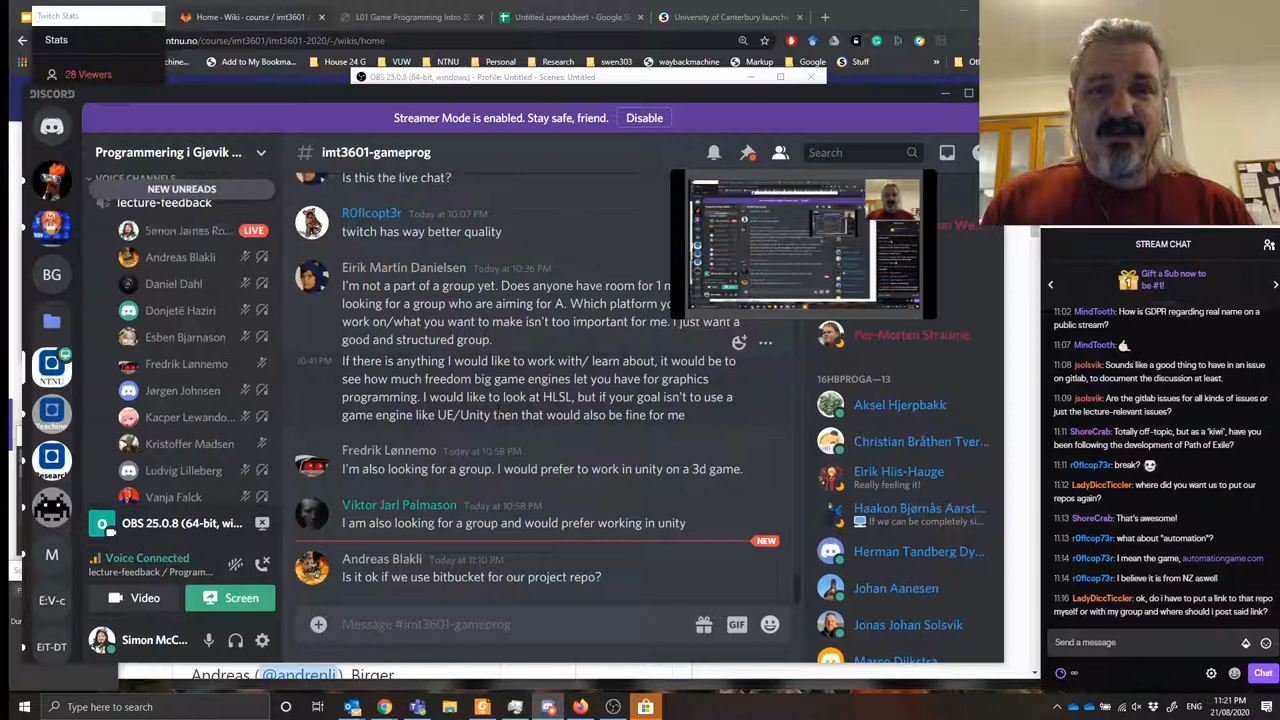 Twitch Stats
Stats
28 Viewers
Home - Wiki - course / imt3601
L01 Game Programming Intro
Untitled spreadsheet - Google S
University of Canterbury launche
ntnu.no/course/imt3601/imt3601-2020/-/wikis/home
Add to My Bookma...
House 24 G
VUW
NTNU
Personal
Research
swen303
waybackmachine
Markup
Google
Stuff
OBS 25.0.8 (64-bit, windows) - Profile: Untitled - Scenes: Untitled
DISCORD
Streamer Mode is enabled. Stay safe, friend.
Disable
Programmering i Gjøvik ...
# imt3601-gameprog
Search
VOICE CHANNELS
NEW UNREADS
lecture-feedback
Simon James Ro...
LIVE
Andreas Blakli
Daniel
Donjetë Haziri
Esber Bjarnason
Fredrik Lønnemo
Jørgen Johnsen
Kacper Lewando...
Kristoffer Madsen
Ludvig Lilleberg
Vanja Falck
BG
NTNU
Teaching
Research
M
E:V-c
EiT-DT
OBS 25.0.8 (64-bit, wi...
Voice Connected
lecture-feedback / Program...
Video
Screen
Simon McC...
Is this the live chat?
R0flcopt3r Today at 10:07 PM
twitch has way better quality
Eirik Martin Danielsen Today at 10:36 PM
I'm not a part of a group yet. Does anyone have room for 1
looking for a group who are aiming for A. Which platform
work on/what you want to make isn't too important for me. I just want a
good and structured group.
10:41 PM
If there is anything I would like to work with/ learn about, it would be to
see how much freedom big game engines let you have for graphics
programming. I would like to look at HLSL, but if your goal isn't to use a
game engine like UE/Unity then that would also be fine for me
Fredrik Lønnemo Today at 10:58 PM
I'm also looking for a group. I would prefer to work in unity on a 3d game.
Viktor Jarl Palmason Today at 10:58 PM
I am also looking for a group and would prefer working in unity
NEW
Andreas Blakli Today at 11:10 PM
Is it ok if we use bitbucket for our project repo?
Message #imt3601-gameprog
GIF
Per-Morten Straume
16HBPROGA—13
Aksel Hjerpbakk
Christian Bråthen Tver...
Eirik Hiis-Hauge
Really feeling it!
Haakon Bjørnås Aarst...
If we can be completely si...
Herman Tandberg Dy...
Johan Aanesen
Jonas Johan Solsvik
Marco Dijkstra
Andreas (@andrenli
Biner
STREAM CHAT
Gift a Sub now to
be #1!
11:02 MindTooth: How is GDPR regarding real name on a
public stream?
11:07 MindTooth:
11:08 jsolsvik: Sounds like a good thing to have in an issue
on gitlab, to document the discussion at least.
11:08 jsolsvik: Are the gitlab issues for all kinds of issues or
just the lecture-relevant issues?
11:11 ShoreCrab: Totally off-topic, but as a 'kiwi', have you
been following the development of Path of Exile?
11:11 r0flcop73r: break?
11:12 LadyDiccTiccler: where did you want us to put our
repos again?
11:13 ShoreCrab: That's awesome!
11:13 r0flcop73r: what about "automation"?
11:14 r0flcop73r: I mean the game, automationgame.com
11:14 r0flcop73r: I believe it is from NZ aswell
11:16 LadyDiccTiccler: ok, do i have to put a link to that repo
myself or with my group and where should i post said link?
Send a message
Chat
Type here to search
ENG
11:21 PM
21/08/2020